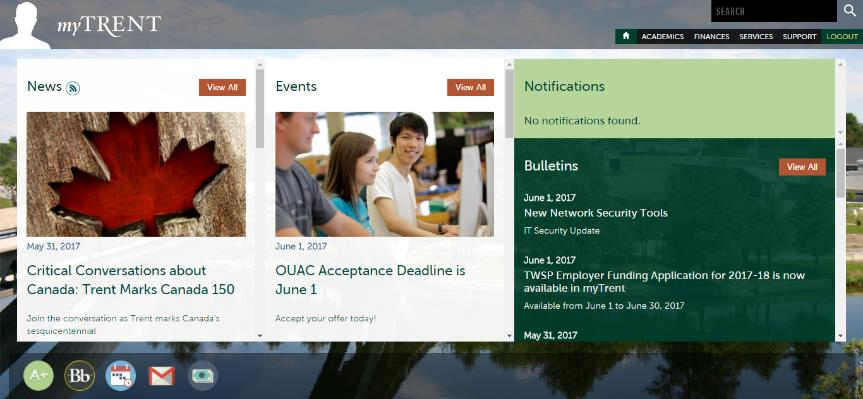 myTRENT
SEARCH
ACADEMICS FINANCES SERVICES SUPPORT LOGOUT
News
View All
May 31, 2017
Critical Conversations about
Canada: Trent Marks Canada 150
Join the conversation as Trent marks Canada's
sesquicentennial
Events
View All
June 1, 2017
OUAC Acceptance Deadline is
June 1
Accept your offer today!
Notifications
No notifications found.
Bulletins
View All
June 1, 2017
New Network Security Tools
IT Security Update
June 1, 2017
TWSP Employer Funding Application for 2017-18 is now
available in myTrent
Available from June 1 to June 30, 2017
May 31, 2017
A+
Bb